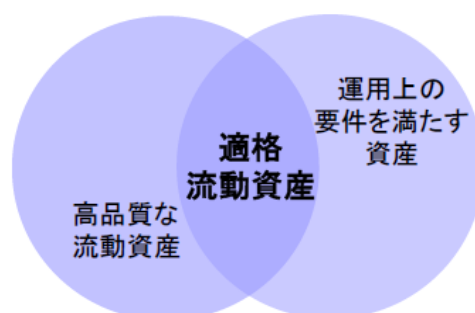 運用上の
要件を満たす
資産
適格
流動資産
高品質な
流動資産